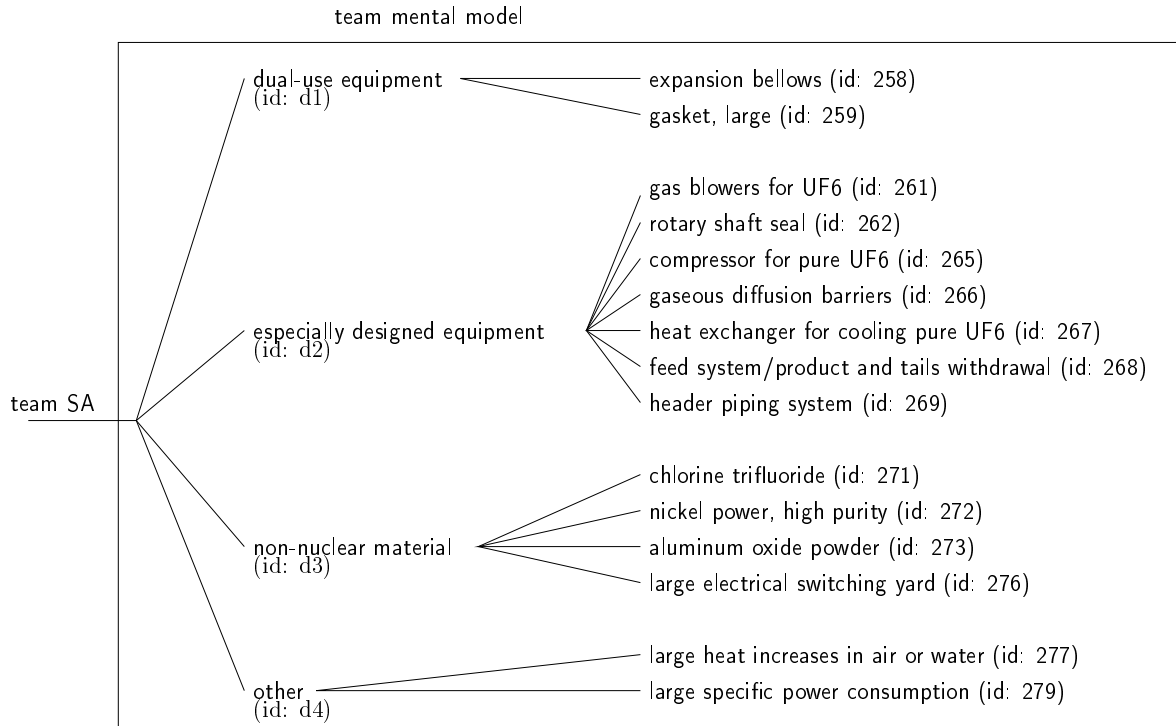 team mental model
dual-use equipment
(id: d1)
expansion bellows (id: 258)
gasket, large (id: 259)
gas blowers for UF6 (id: 261)
rotary shaft seal (id: 262)
compressor for pure UF6 (id: 265)
gaseous diffusion barriers (id: 266)
especially designed equipment
(id: d2)
heat exchanger for cooling pure UF6 (id: 267)
feed system/product and tails withdrawal (id: 268)
header piping system (id: 269)
team SA
chlorine trifluoride (id: 271)
nickel power, high purity (id: 272)
non-nuclear material
(id: d3)
aluminum oxide powder (id: 273)
large electrical switching yard (id: 276)
large heat increases in air or water (id: 277)
other
(id: d4)
large specific power consumption (id: 279)